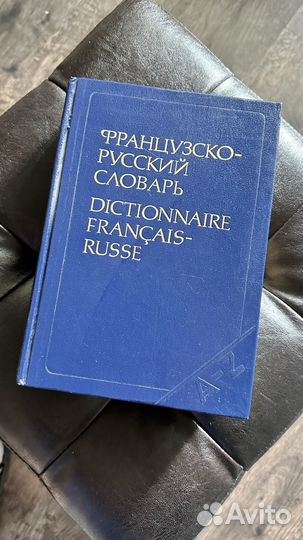 ФРАНЦУЗСКО-
РУССКИЙ
СЛОВАРЬ
DICTIONNAIRE
FRANÇAIS-
RUSSE
A-Z
Avito